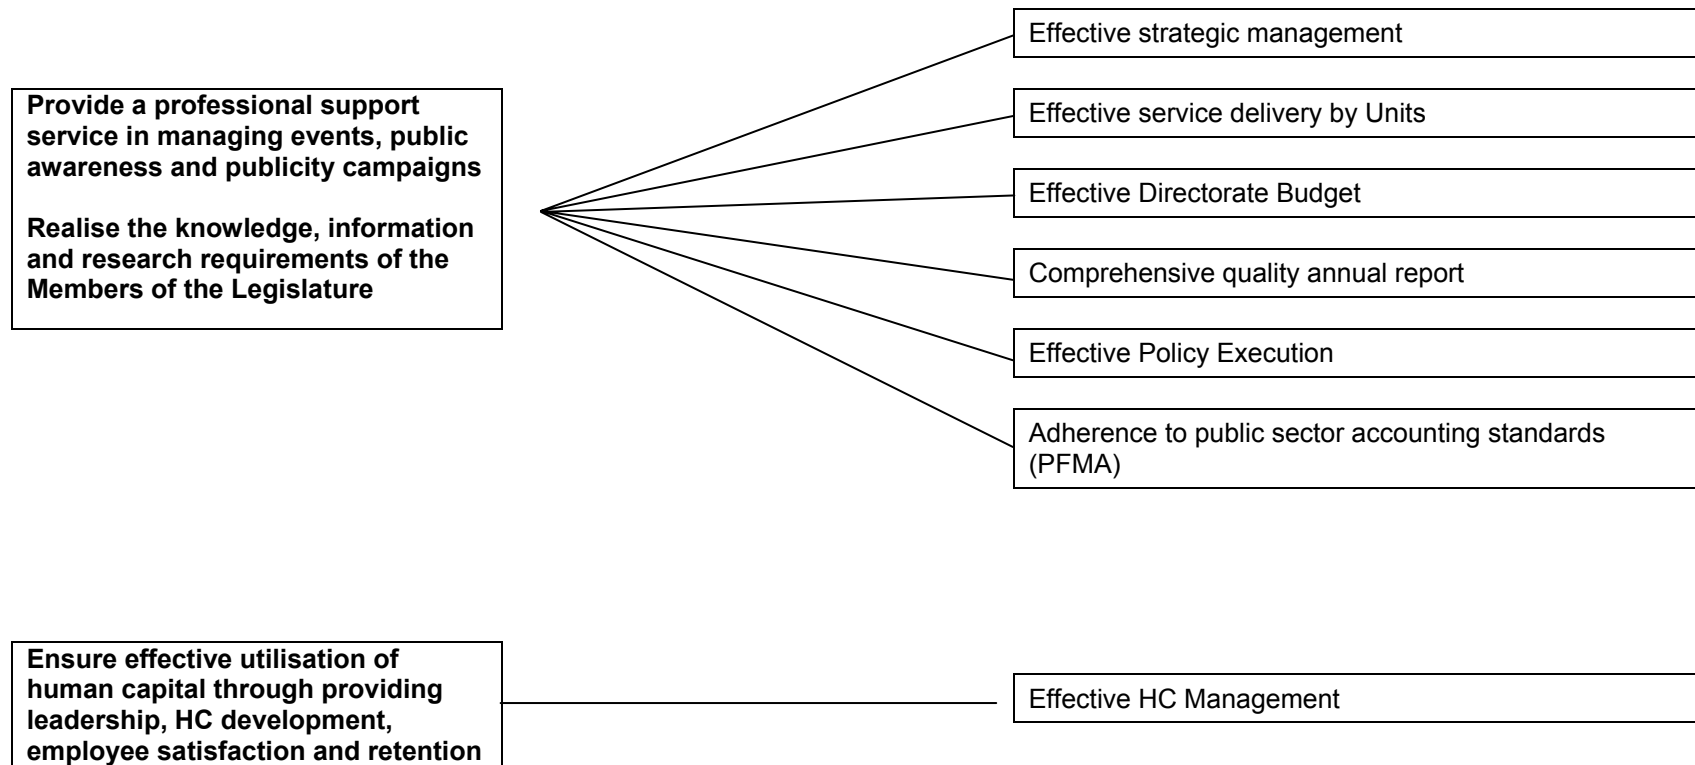 Effective strategic management
Provide a professional support
service in managing events, public
awareness and publicity campaigns
Realise the knowledge, information
and research requirements of the
Members of the Legislature
Effective service delivery by Units
Effective Directorate Budget
Comprehensive quality annual report
Effective Policy Execution
Adherence to public sector accounting standards
(PFMA)
Ensure effective utilisation of
human capital through providing
leadership, HC development,
employee satisfaction and retention
Effective HC Management